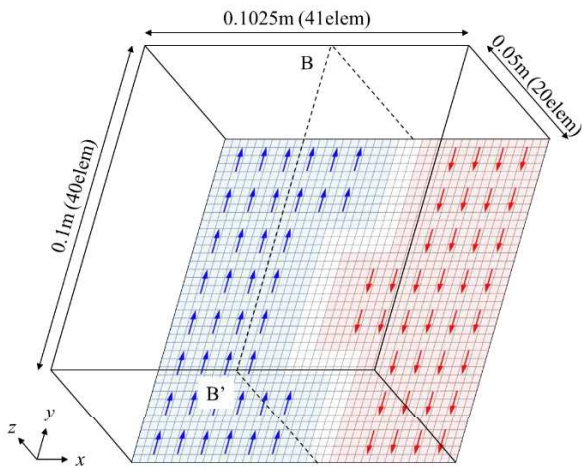 0.1025m (41elem)
B
0.05m (20elem)
0.1m (40elem)
B’
z
y
x